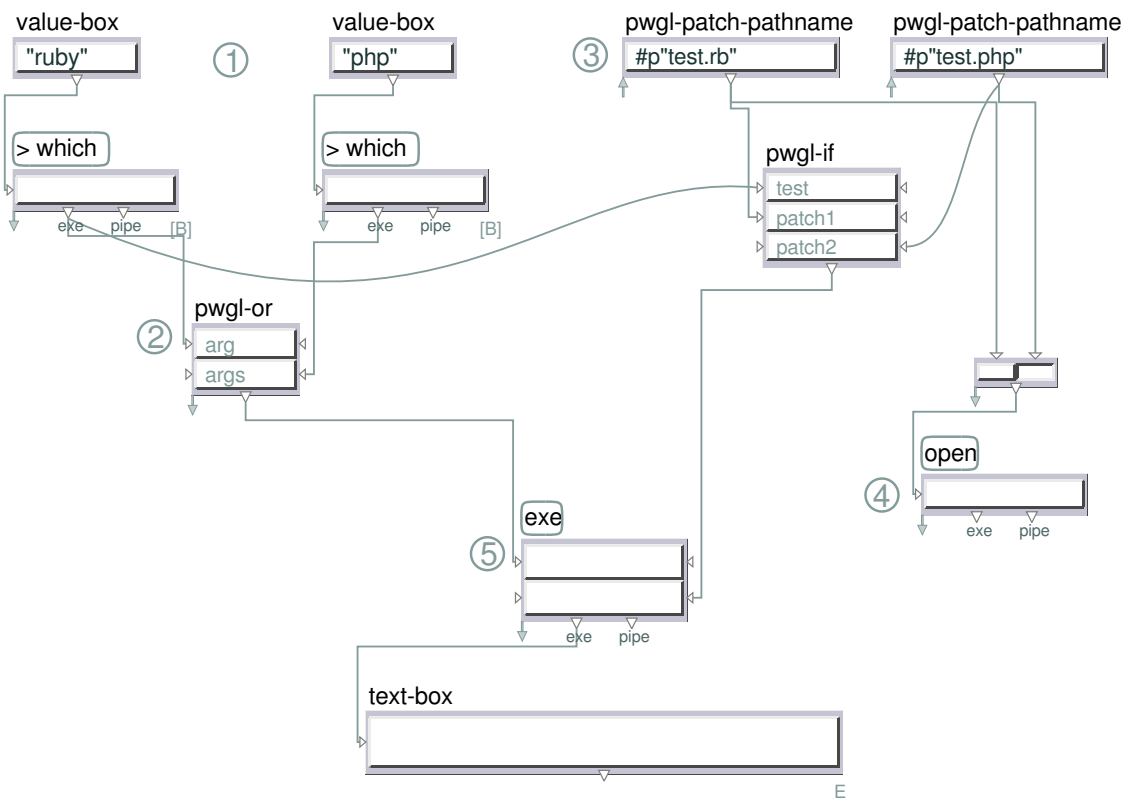 value-box
value-box
pwgl-patch-pathname
pwgl-patch-pathname
"ruby"
①
"php"
③
#p"test.rb"
#p"test.php"
> which
> which
pwgl-if
test
patch1
patch2
exe
pipe
[B]
exe
pipe
[B]
pwgl-or
②
arg
args
open
④
exe
pipe
exe
⑤
exe
pipe
text-box
E